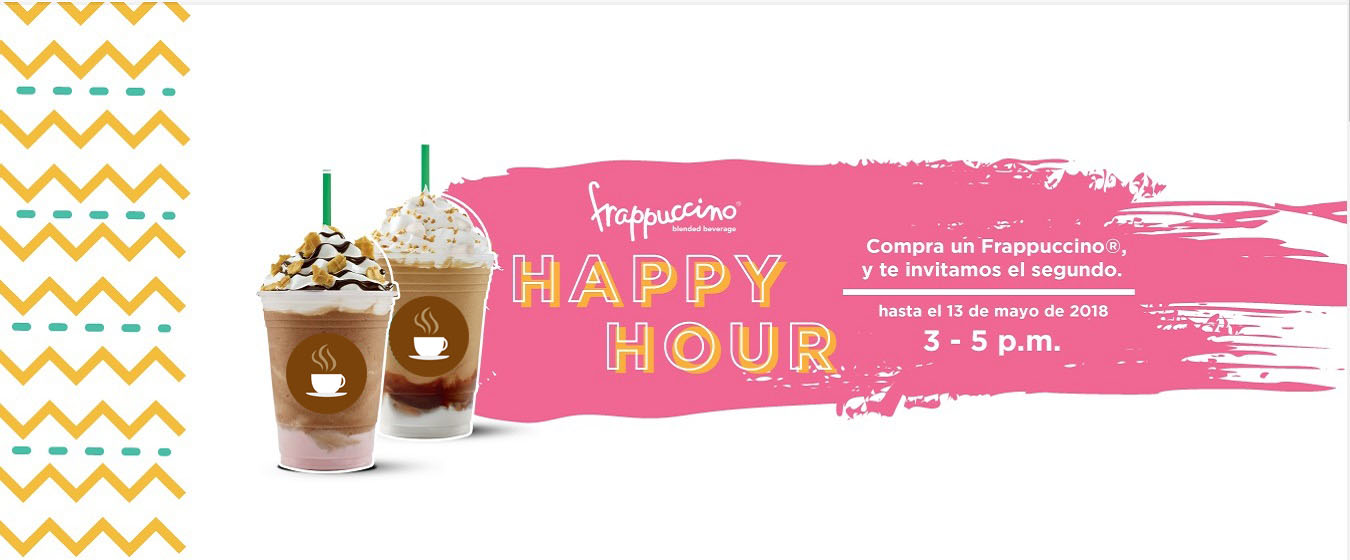 frappuccino®
blended beverage
HAPPY
HOUR
Compra un Frappuccino®,
y te invitamos el segundo.
hasta el 13 de mayo de 2018
3 - 5 p.m.